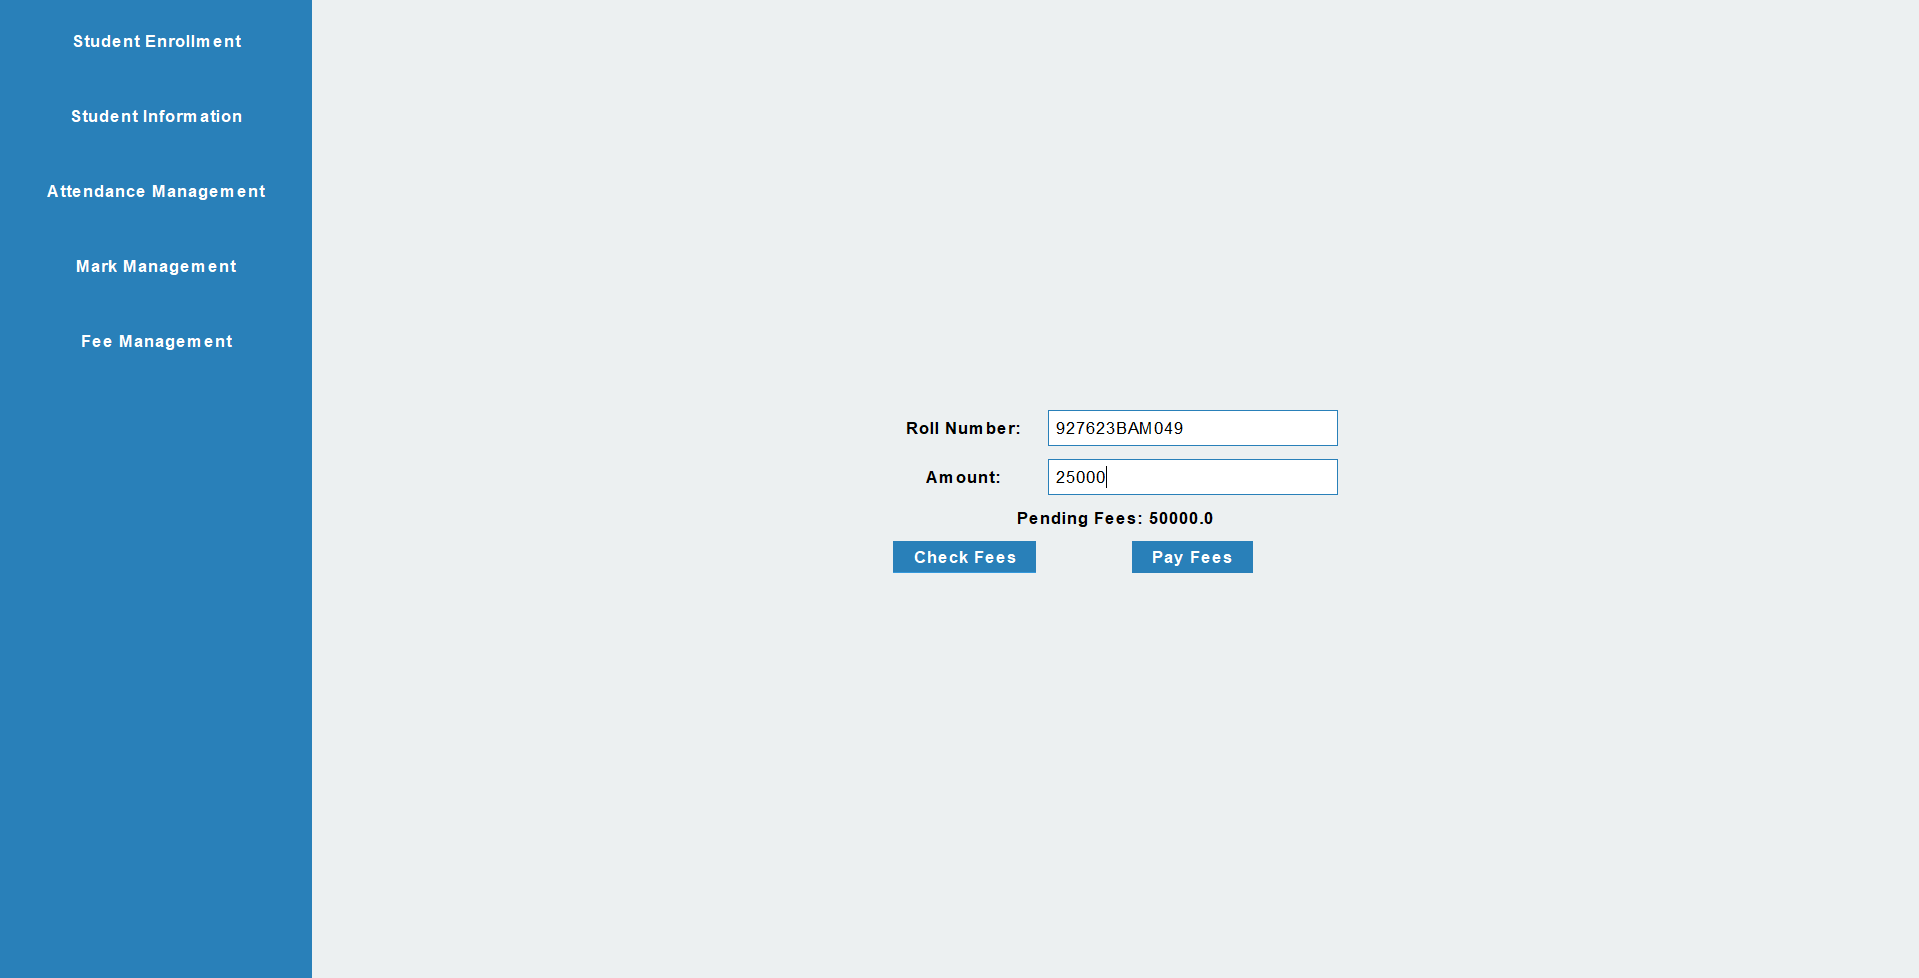 Student Enrollment
Student Information
Attendance Management
Mark Management
Fee Management
Roll Number: 927623BAM049
Amount: 25000
Pending Fees: 50000.0
Check Fees Pay Fees